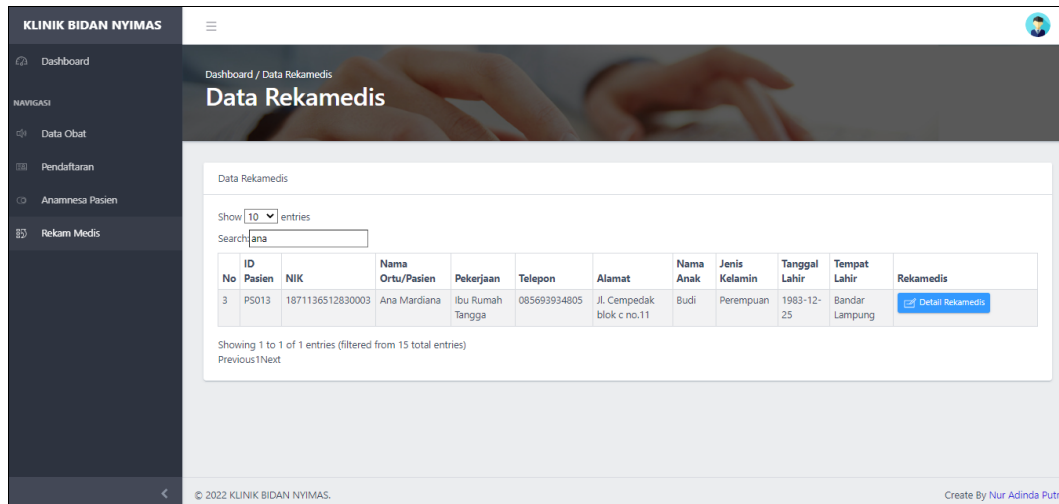 KLINIK BIDAN NYIMAS
Dashboard
NAVIGASI
Data Obat
Pendaftaran
Anamnesa Pasien
Rekam Medis
Dashboard / Data Rekamedis
Data Rekamedis
Data Rekamedis
Show 10 entries
Search: ana
No ID Pasien NIK Nama Ortu/Pasien Pekerjaan Telepon Alamat Nama Anak Jenis Kelamin Tanggal Lahir Tempat Lahir Rekamedis
3 PS013 1871136512830003 Ana Mardiana Ibu Rumah Tangga 085693934805 Jl. Cempedak blok c no.11 Budi Perempuan 1983-12-25 Bandar Lampung Detail Rekamedis
Showing 1 to 1 of 1 entries (filtered from 15 total entries)
Previous1Next
© 2022 KLINIK BIDAN NYIMAS. Create By Nur Adinda Putr